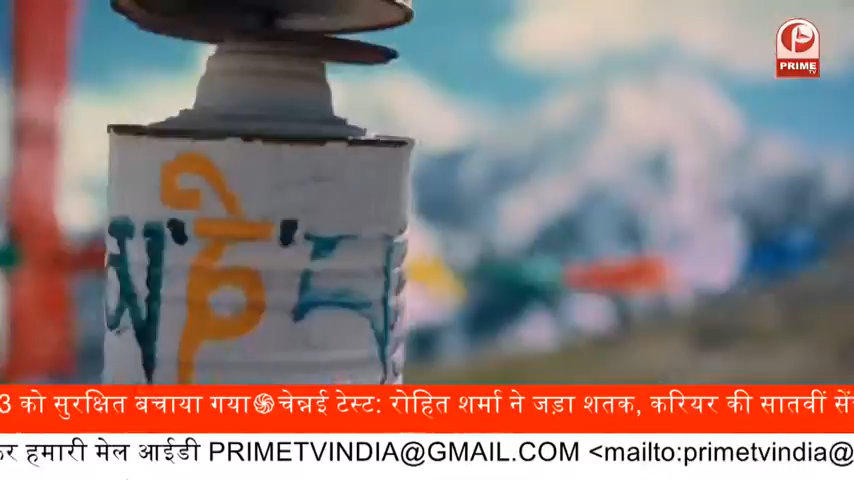 PRIME
TV
3 को सुरक्षित बचाया गया चेन्नई टेस्ट: रोहित शर्मा ने जड़ा शतक, करियर की सातवीं
हमारी मेल आईडी PRIMETVINDIA@GMAIL.COM <mailto:primetvindia@